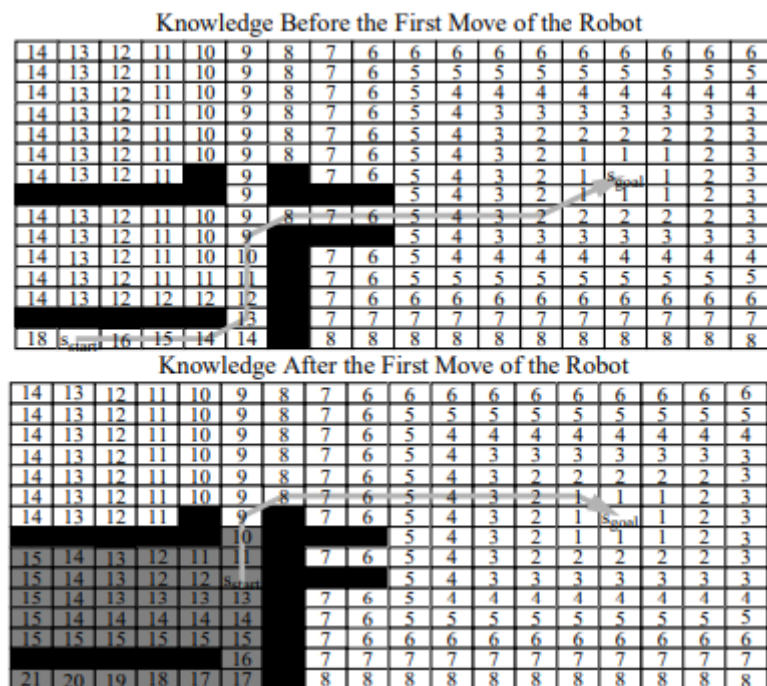 Knowledge Before the First Move of the Robot
14 13 12 11 10 9 8 7 6 6 6 6 6 6 6 6 6 6
14 13 12 11 10 9 8 7 6 5 5 5 5 5 5 5 5 5
14 13 12 11 10 9 8 7 6 5 4 4 4 4 4 4 4 4
14 13 12 11 10 9 8 7 6 5 4 3 3 3 3 3 3 3
14 13 12 11 10 9 8 7 6 5 4 3 2 2 2 2 2 3
14 13 12 11 10 9 8 7 6 5 4 3 2 1 1 1 2 3
14 13 12 11 9 7 6 5 4 3 2 1 sgoal 1 2 3
9 5 4 3 2 1 1 1 2 3
14 13 12 11 10 9 8 7 6 5 4 3 2 2 2 2 2 3
14 13 12 11 10 9 5 4 3 3 3 3 3 3 3
14 13 12 11 10 10 7 6 5 4 4 4 4 4 4 4 4
14 13 12 11 11 11 7 6 5 5 5 5 5 5 5 5 5
14 13 12 12 12 12 7 6 6 6 6 6 6 6 6 6 6
13 7 7 7 7 7 7 7 7 7 7 7
18 sstart 16 15 14 14 8 8 8 8 8 8 8 8 8 8 8
Knowledge After the First Move of the Robot
14 13 12 11 10 9 8 7 6 6 6 6 6 6 6 6 6 6
14 13 12 11 10 9 8 7 6 5 5 5 5 5 5 5 5 5
14 13 12 11 10 9 8 7 6 5 4 4 4 4 4 4 4 4
14 13 12 11 10 9 8 7 6 5 4 3 3 3 3 3 3 3
14 13 12 11 10 9 8 7 6 5 4 3 2 2 2 2 2 3
14 13 12 11 10 9 8 7 6 5 4 3 2 1 1 1 2 3
14 13 12 11 9 7 6 5 4 3 2 1 sgoal 1 2 3
10 5 4 3 2 1 1 1 2 3
15 14 13 12 11 11 7 6 5 4 3 2 2 2 2 2 3
15 14 13 12 12 sstart 5 4 3 3 3 3 3 3 3
15 14 13 13 13 13 7 6 5 4 4 4 4 4 4 4 4
15 14 14 14 14 14 7 6 5 5 5 5 5 5 5 5 5
15 15 15 15 15 15 7 6 6 6 6 6 6 6 6 6 6
16 7 7 7 7 7 7 7 7 7 7 7
21 20 19 18 17 17 8 8 8 8 8 8 8 8 8 8 8